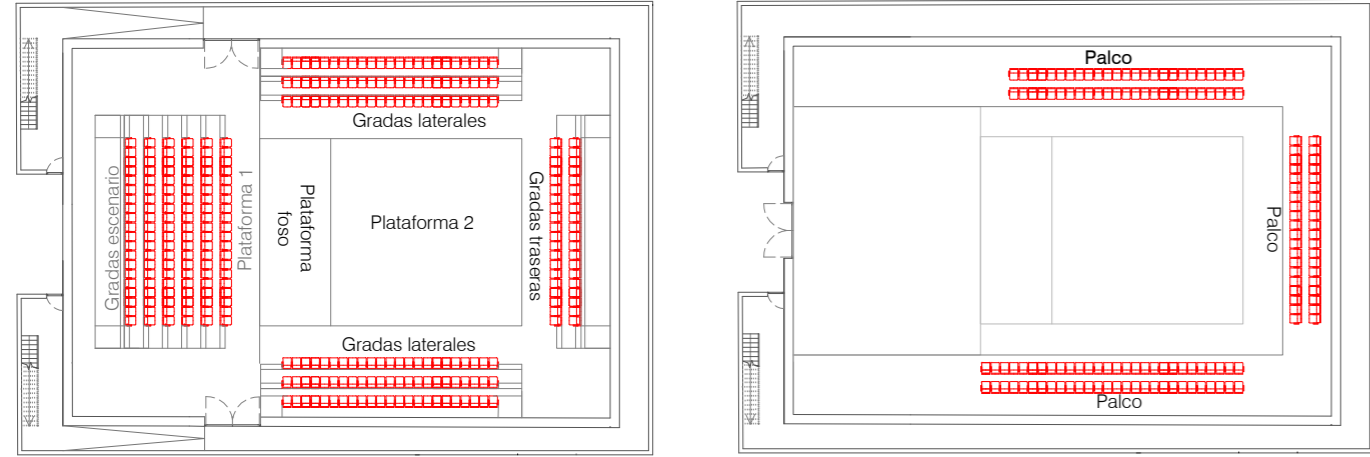 Gradas laterales
Gradas escenario
Plataforma 1
Plataforma
foso
Plataforma 2
Gradas traseras
Gradas laterales
Palco
Palco
Palco